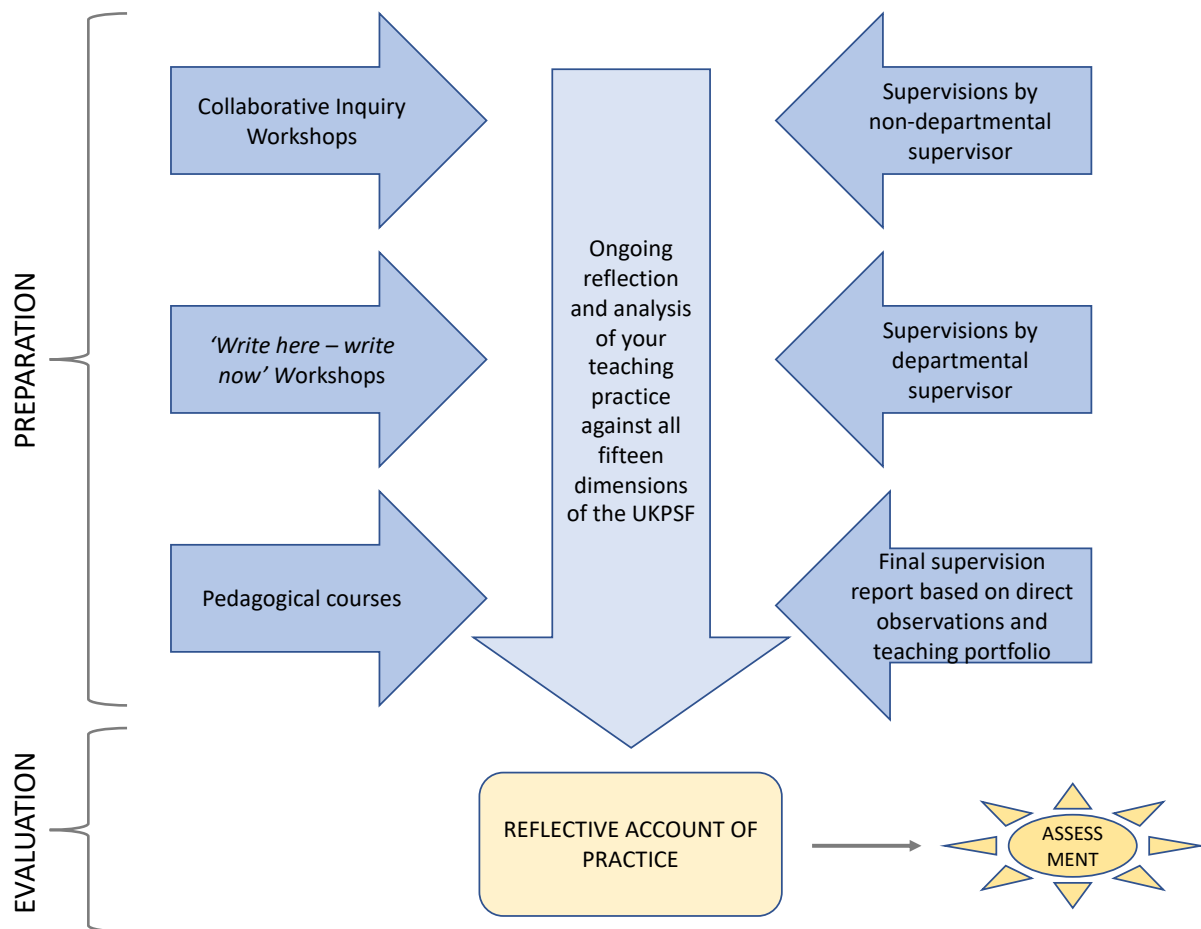 PREPARATION
Collaborative Inquiry
Workshops
‘Write here – write
now’ Workshops
Pedagogical courses
Ongoing
reflection
and analysis
of your
teaching
practice
against all
fifteen
dimensions
of the UKPSF
Supervisions by
non-departmental
supervisor
Supervisions by
departmental
supervisor
Final supervision
report based on direct
observations and
teaching portfolio
EVALUATION
REFLECTIVE ACCOUNT OF
PRACTICE
ASSESS
MENT